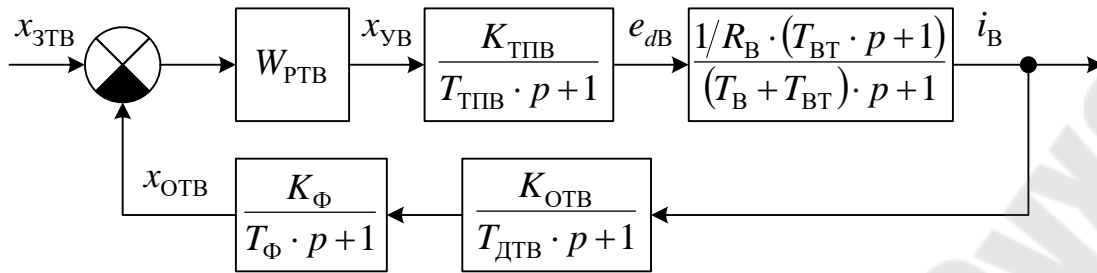 x_ЗТВ
W_РТВ
x_УВ
K_ТПВ
T_ТПВ · p + 1
e_dВ
1/R_В · (T_ВТ · p + 1)
(T_В + T_ВТ) · p + 1
i_В
x_ОТВ
K_Ф
T_Ф · p + 1
K_ОТВ
T_ДТВ · p + 1